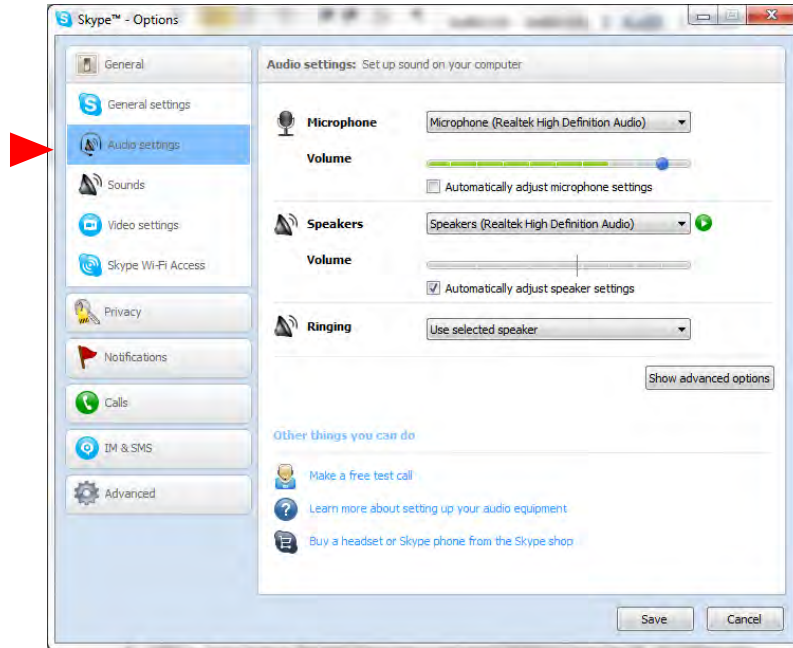 Skype™ - Options
General
General settings
Audio settings
Sounds
Video settings
Skype Wi-Fi Access
Privacy
Notifications
Calls
IM & SMS
Advanced
Audio settings: Set up sound on your computer
Microphone Microphone (Realtek High Definition Audio)
Volume
Automatically adjust microphone settings
Speakers Speakers (Realtek High Definition Audio)
Volume
Automatically adjust speaker settings
Ringing Use selected speaker
Show advanced options
Other things you can do
Make a free test call
Learn more about setting up your audio equipment
Buy a headset or Skype phone from the Skype shop
Save Cancel